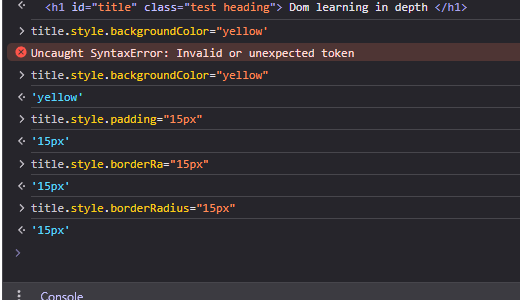 <h1 id="title" class="test heading"> Dom learning in depth </h1>
title.style.backgroundColor="yellow'
Uncaught SyntaxError: Invalid or unexpected token
title.style.backgroundColor="yellow"
'yellow'
title.style.padding="15px"
'15px'
title.style.borderRa="15px"
'15px'
title.style.borderRadius="15px"
'15px'
Console